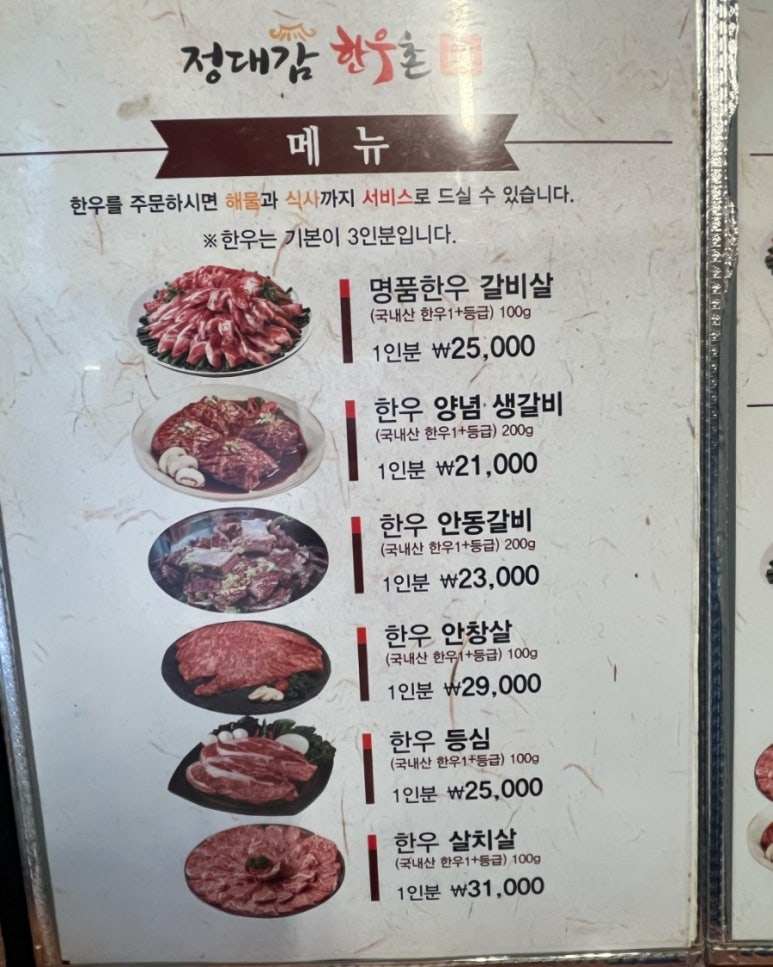 정대감 한우촌
메뉴
한우를 주문하시면 해물과 식사까지 서비스로 드실 수 있습니다.
※한우는 기본이 3인분입니다.
명품한우 갈비살
(국내산 한우1+등급) 100g
1인분 ₩25,000
한우 양념 생갈비
(국내산 한우1+등급) 200g
1인분 ₩21,000
한우 안동갈비
(국내산 한우1+등급) 200g
1인분 ₩23,000
한우 안창살
(국내산 한우1+등급) 100g
1인분 ₩29,000
한우 등심
(국내산 한우1+등급) 100g
1인분 ₩25,000
한우 살치살
(국내산 한우1+등급) 100g
1인분 ₩31,000